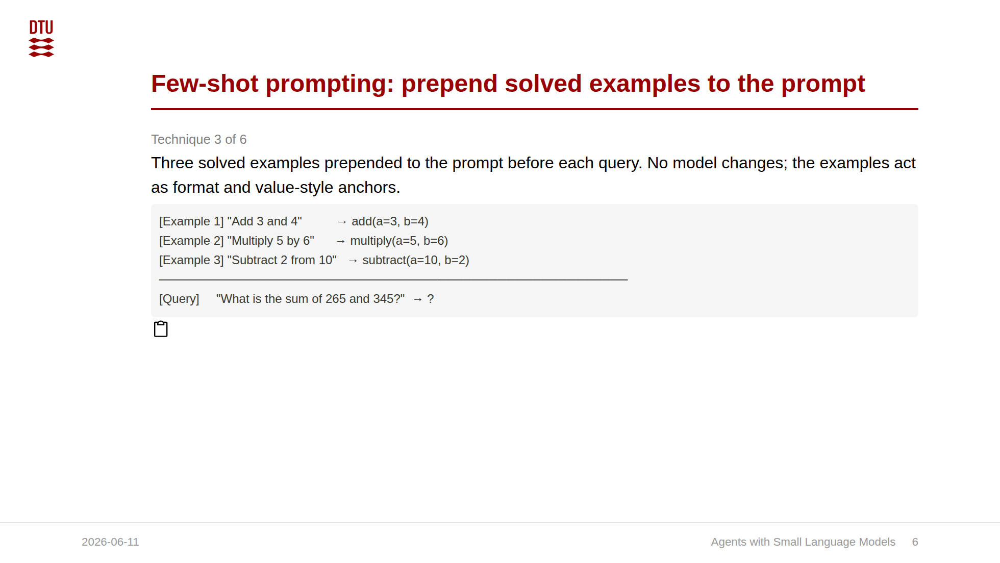 DTU
Few-shot prompting: prepend solved examples to the prompt
Technique 3 of 6
Three solved examples prepended to the prompt before each query. No model changes; the examples act
as format and value-style anchors.
[Example 1] "Add 3 and 4" → add(a=3, b=4)
[Example 2] "Multiply 5 by 6" → multiply(a=5, b=6)
[Example 3] "Subtract 2 from 10" → subtract(a=10, b=2)
[Query] "What is the sum of 265 and 345?" → ?
2026-06-11 Agents with Small Language Models 6